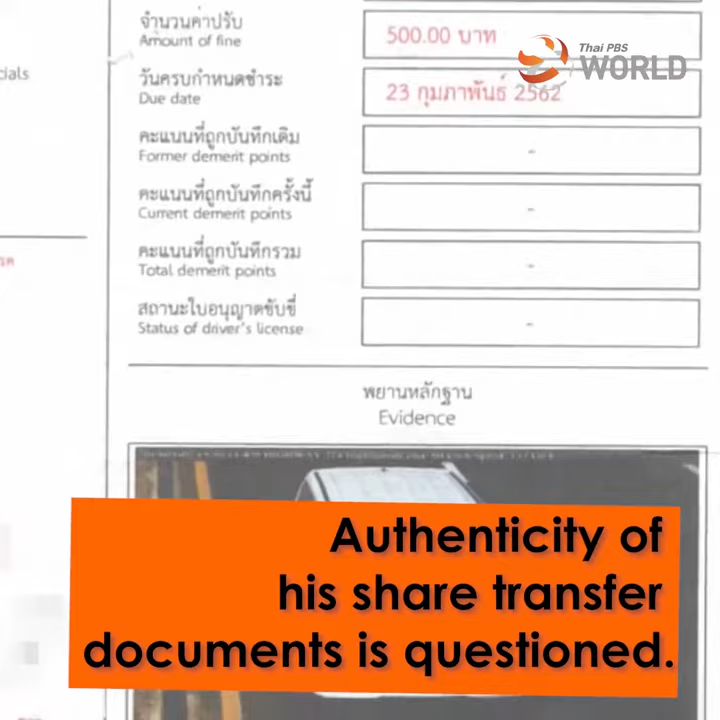 cials
จำนวนค่าปรับ
Amount of fine
500.00 บาท
Thai PBS
WORLD
วันครบกำหนดชำระ
Due date
23 กุมภาพันธ์ 2562
คะแนนที่ถูกบันทึกเดิม
Former demerit points
-
คะแนนที่ถูกบันทึกครั้งนี้
Current demerit points
-
คะแนนที่ถูกบันทึกรวม
Total demerit points
-
สถานะใบอนุญาตขับขี่
Status of driver's license
-
พยานหลักฐาน
Evidence
Authenticity of
his share transfer
documents is questioned.